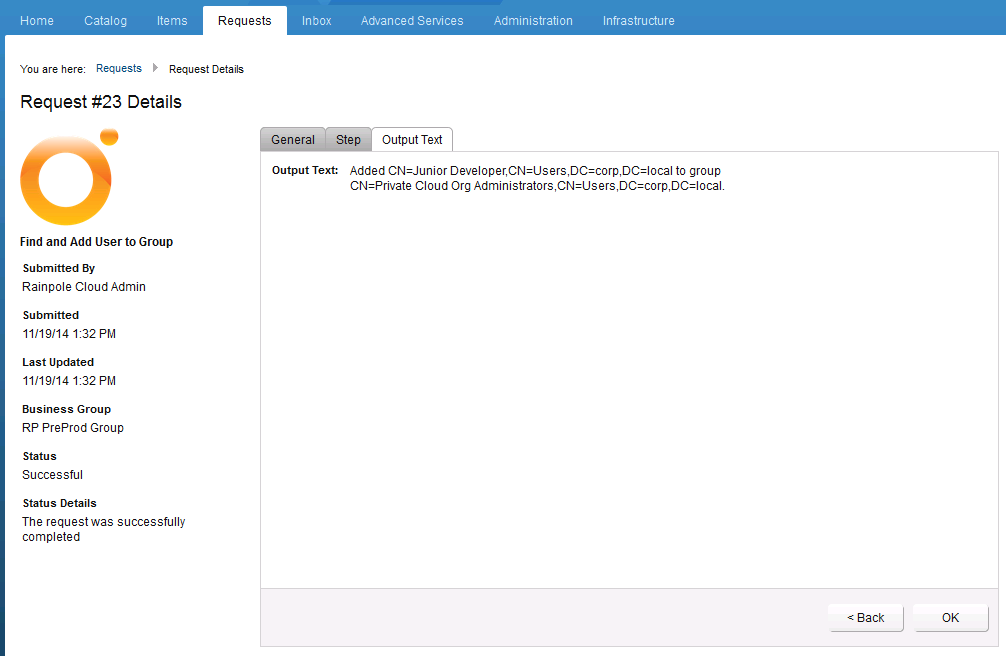 Home Catalog Items Requests Inbox Advanced Services Administration Infrastructure
You are here: Requests Request Details
Request #23 Details
General Step Output Text
Output Text: Added CN=Junior Developer,CN=Users,DC=corp,DC=local to group
CN=Private Cloud Org Administrators,CN=Users,DC=corp,DC=local.
Find and Add User to Group
Submitted By
Rainpole Cloud Admin
Submitted
11/19/14 1:32 PM
Last Updated
11/19/14 1:32 PM
Business Group
RP PreProd Group
Status
Successful
Status Details
The request was successfully
completed
< Back OK